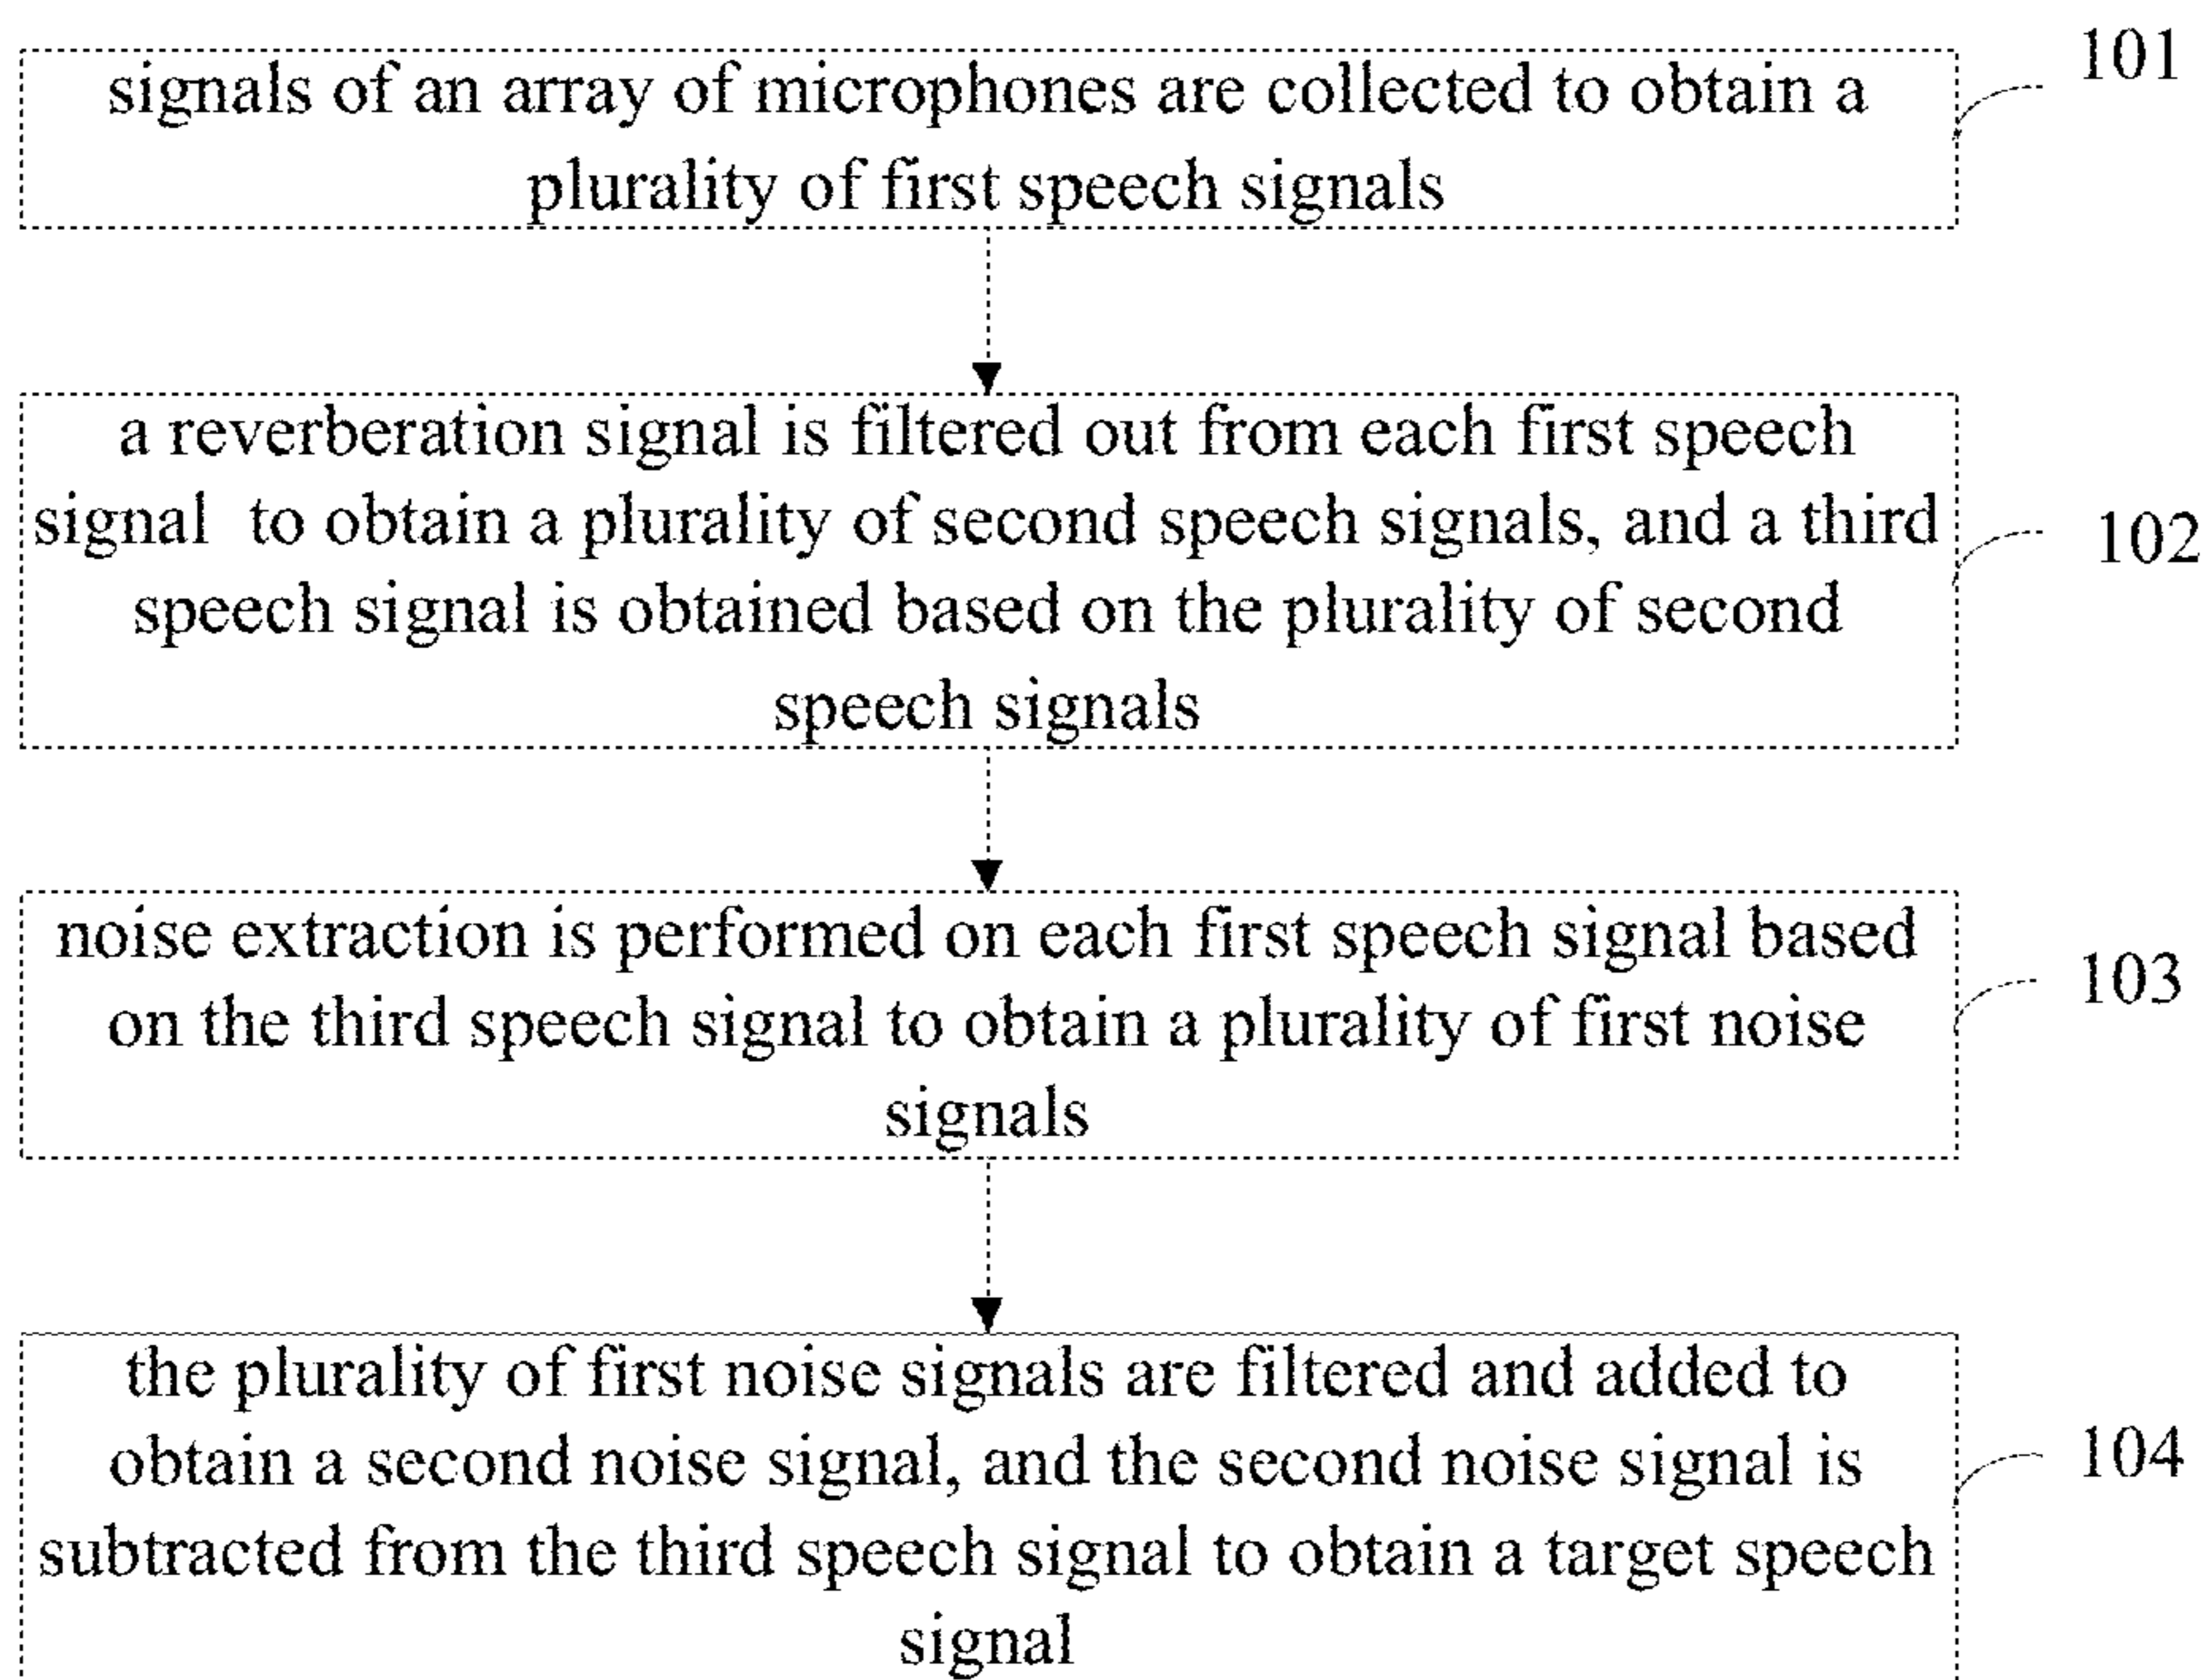 signals of an array of microphones are collected to obtain a
plurality of first speech signals
101
a reverberation signal is filtered out from each first speech
signal to obtain a plurality of second speech signals, and a third
speech signal is obtained based on the plurality of second
speech signals
102
noise extraction is performed on each first speech signal based
on the third speech signal to obtain a plurality of first noise
signals
103
the plurality of first noise signals are filtered and added to
obtain a second noise signal, and the second noise signal is
subtracted from the third speech signal to obtain a target speech
signal
104